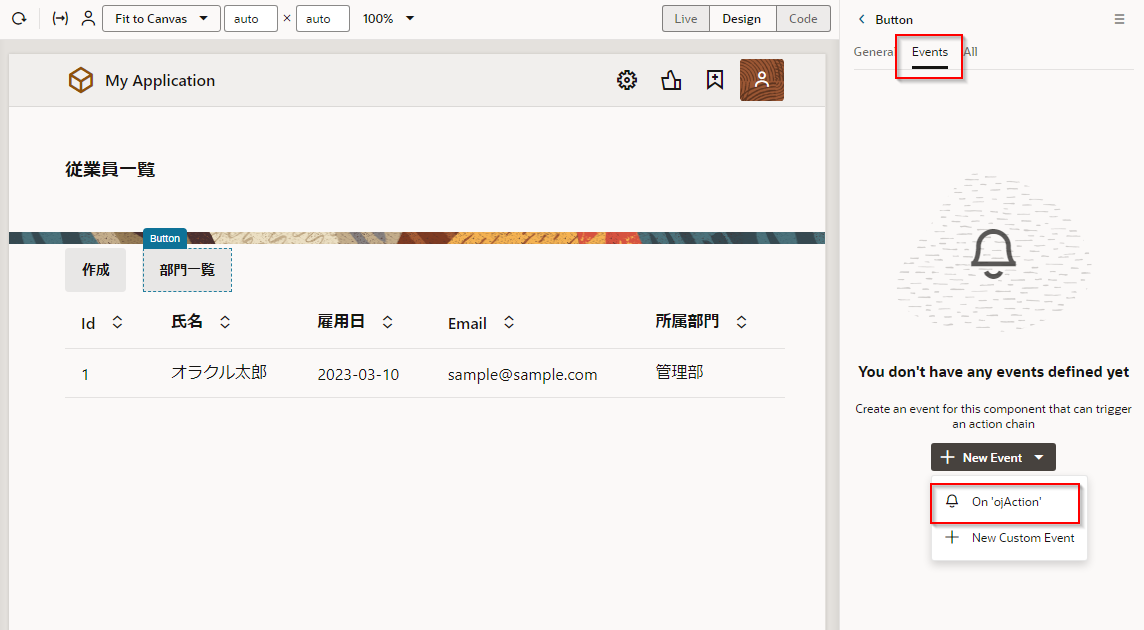 Fit to Canvas
auto × auto
100%
Live Design Code
My Application
従業員一覧
Button
作成 部門一覧
Id 氏名 雇用日 Email 所属部門
1 オラクル太郎 2023-03-10 sample@sample.com 管理部
Button
General Events All
You don't have any events defined yet
Create an event for this component that can trigger
an action chain
New Event
On 'ojAction'
New Custom Event